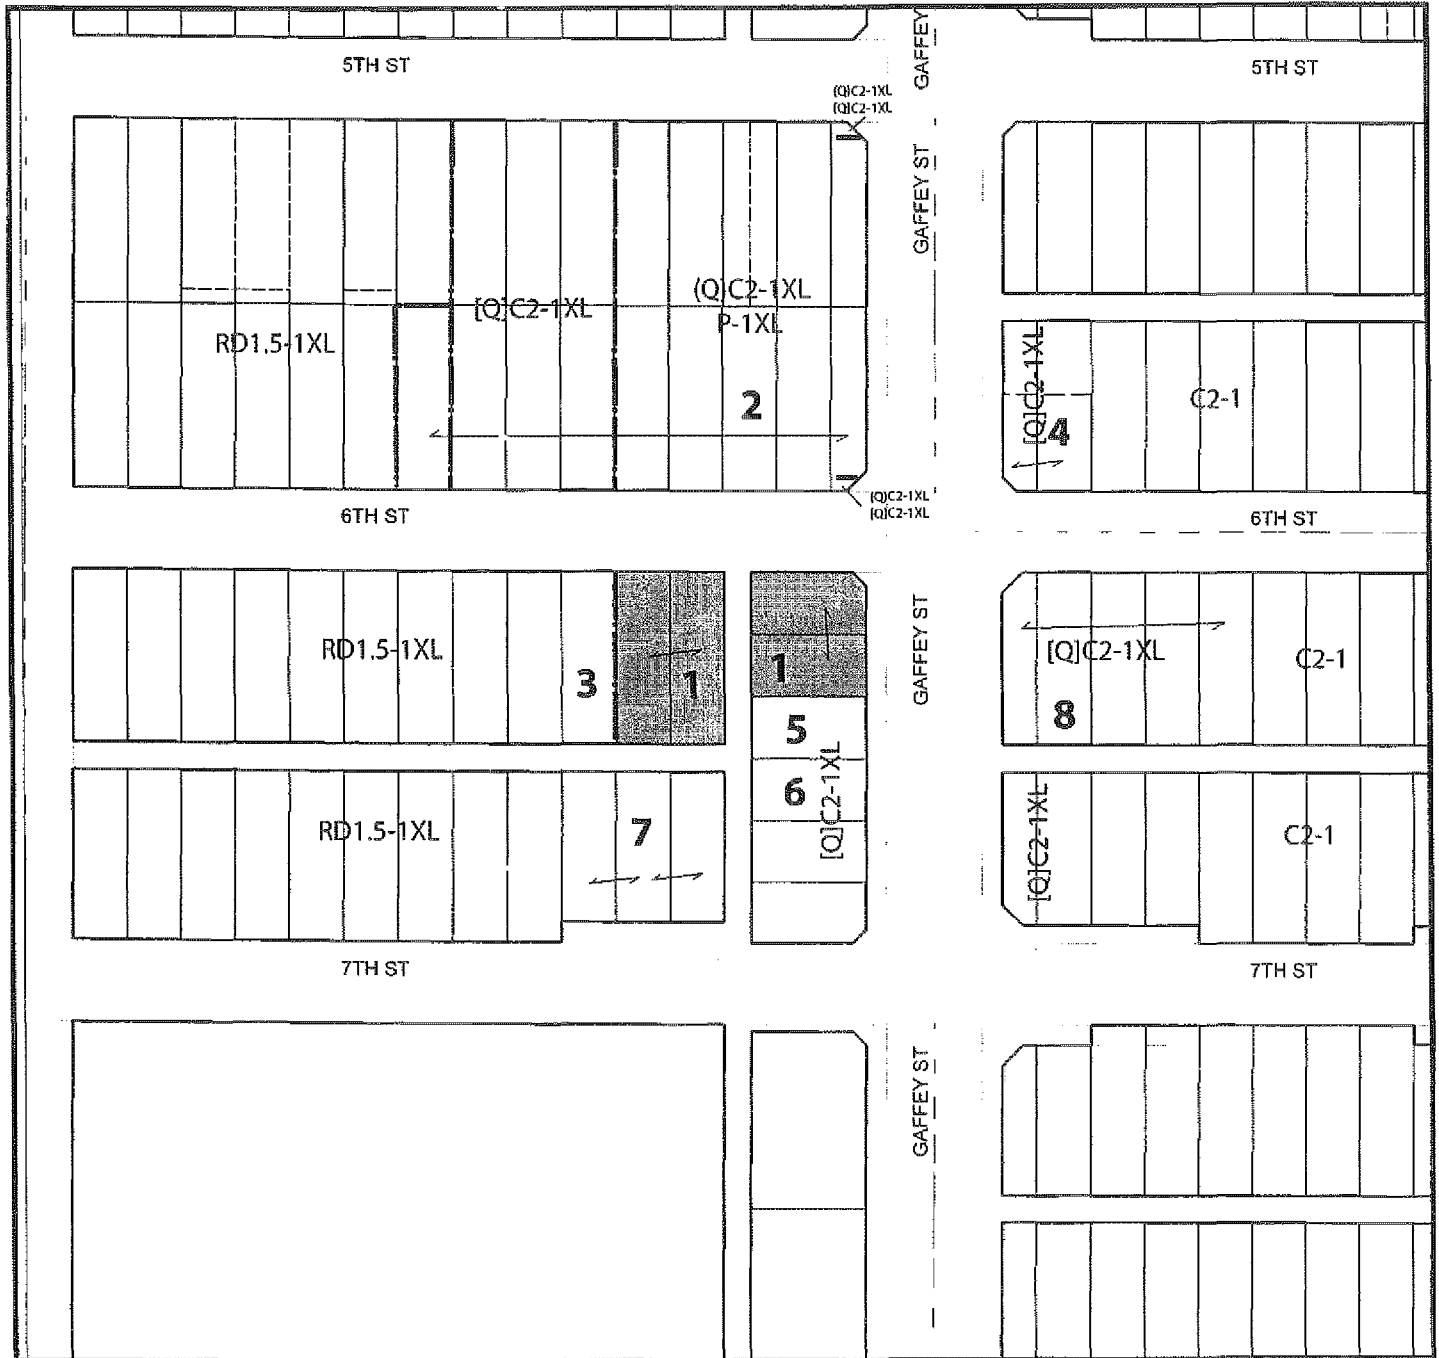 GAFFEY
5TH ST
5TH ST
(Q)C2-1XL
(Q)C2-1XL
GAFFEY ST
[Q]C2-1XL
(Q)C2-1XL
P-1XL
RD1.5-1XL
[Q]C2-1XL
C2-1
2
4
(Q)C2-1XL
[Q]C2-1XL
6TH ST
6TH ST
GAFFEY ST
RD1.5-1XL
[Q]C2-1XL
C2-1
3
1
1
8
5
6
[Q]C2-1XL
RD1.5-1XL
7
[Q]C2-1XL
C2-1
7TH ST
7TH ST
GAFFEY ST